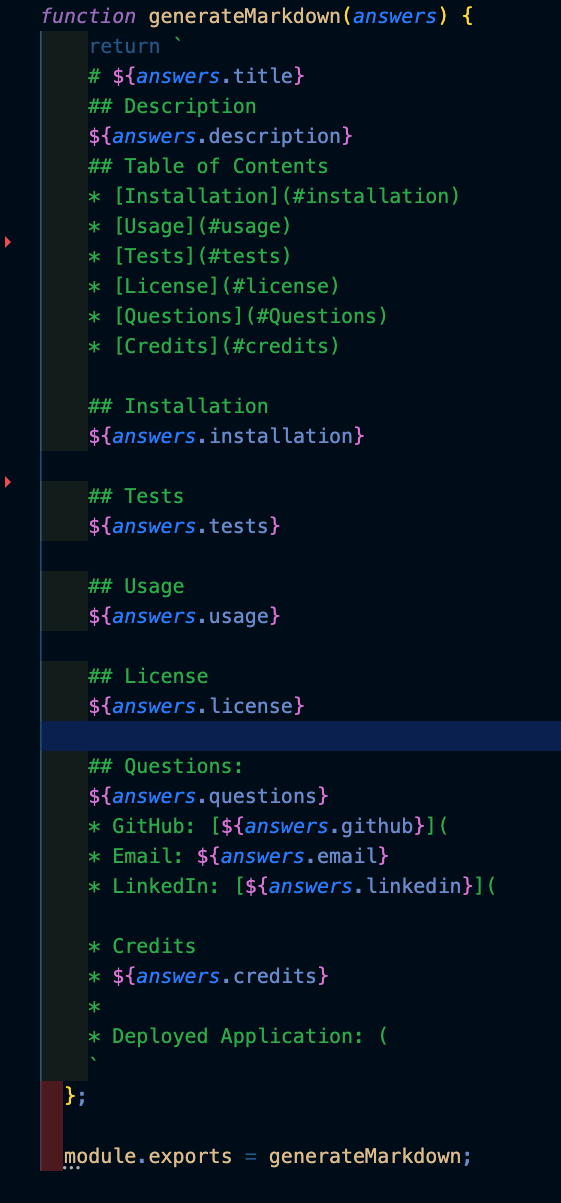 function generateMarkdown(answers) {
return `
# ${answers.title}
## Description
${answers.description}
## Table of Contents
* [Installation](#installation)
* [Usage](#usage)
* [Tests](#tests)
* [License](#license)
* [Questions](#Questions)
* [Credits](#credits)
## Installation
${answers.installation}
## Tests
${answers.tests}
## Usage
${answers.usage}
## License
${answers.license}
## Questions:
${answers.questions}
* GitHub: [${answers.github}](
* Email: ${answers.email}
* LinkedIn: [${answers.linkedin}](
* Credits
* ${answers.credits}
*
* Deployed Application: (
`
};
module.exports = generateMarkdown;